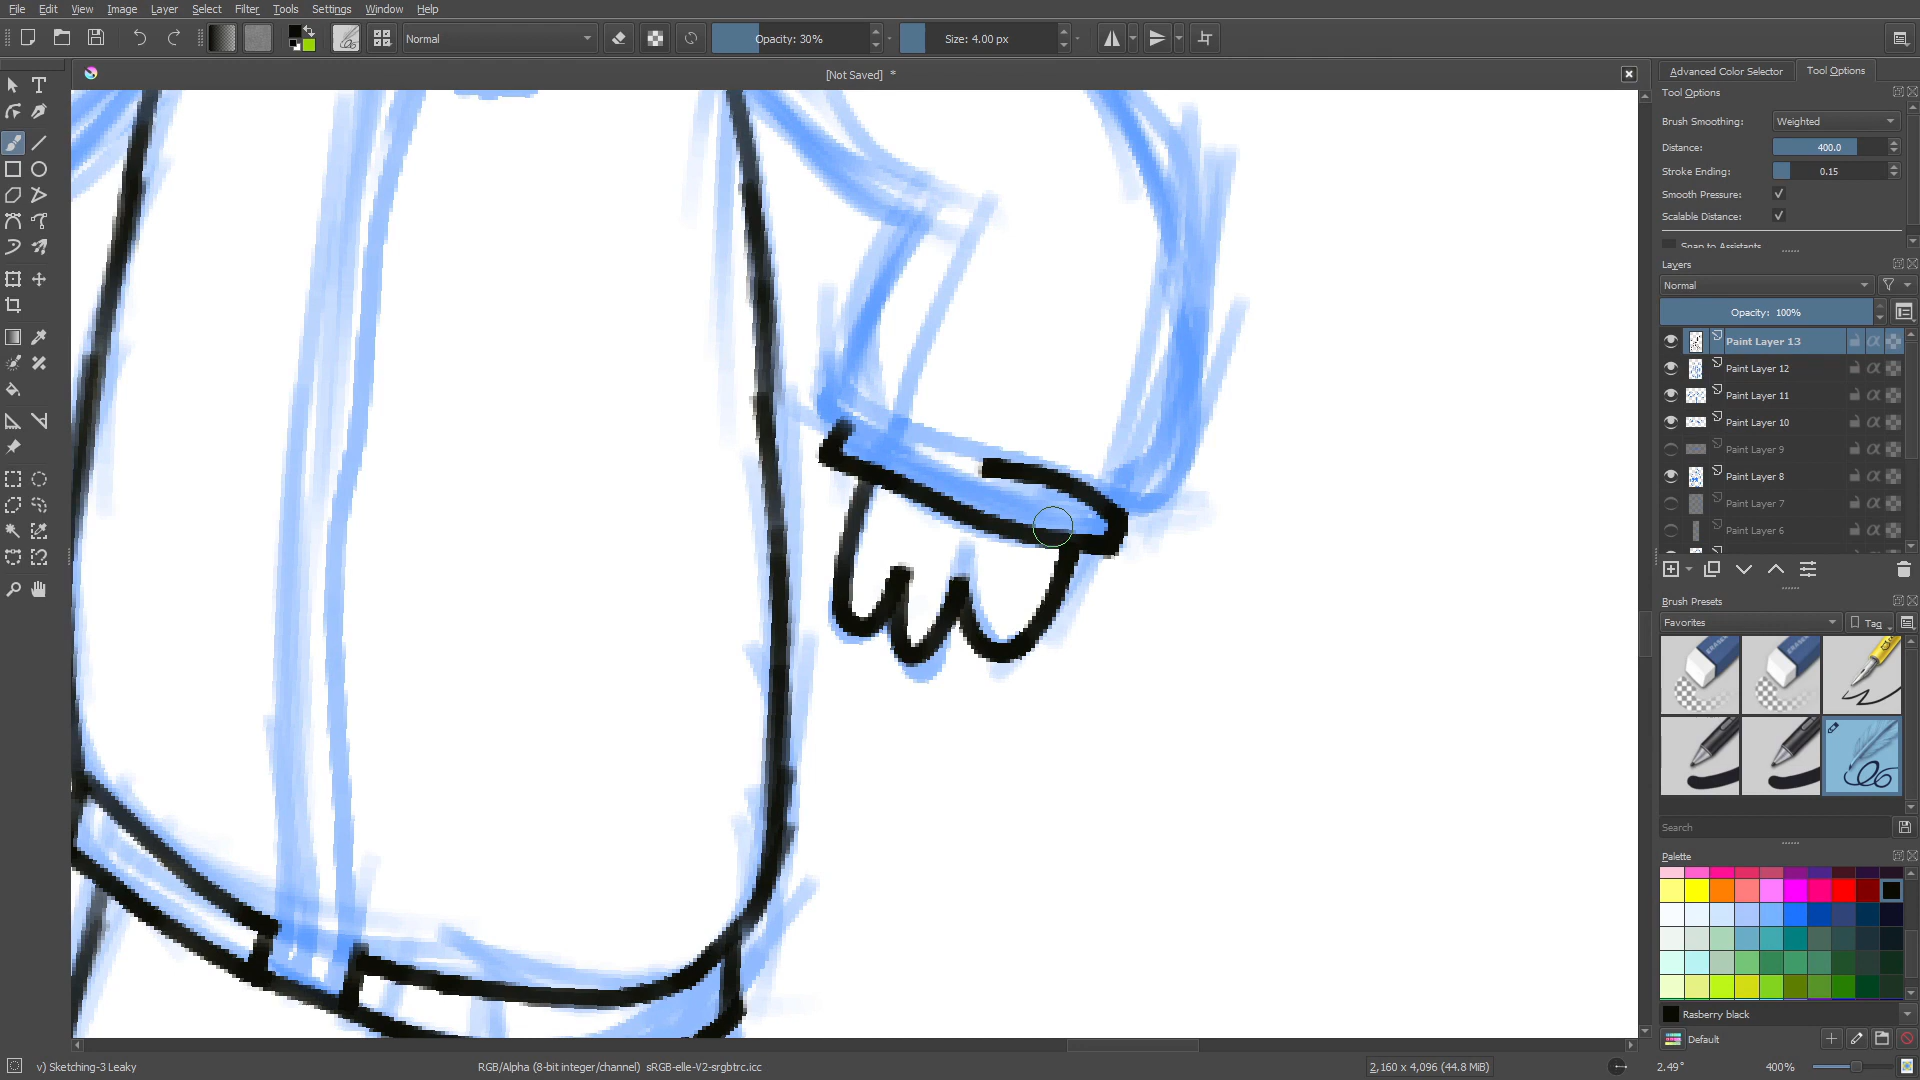 File Edit View Image Layer Select Filter Tools Settings Window Help
Normal Opacity: 30% Size: 4.00 px
[Not Saved] *
Advanced Color Selector Tool Options
Tool Options
Brush Smoothing: Weighted
Distance: 400.0
Stroke Ending: 0.15
Smooth Pressure:
Scalable Distance:
Snap to Assistants
Layers
Normal
Opacity: 100%
Paint Layer 13
Paint Layer 12
Paint Layer 11
Paint Layer 10
Paint Layer 9
Paint Layer 8
Paint Layer 7
Paint Layer 6
Brush Presets
Favorites Tag
Search
Palette
Rasberry black
Default
v) Sketching-3 Leaky RGB/Alpha (8-bit integer/channel) sRGB-elle-V2-srgbtrc.icc 2,160 x 4,096 (44.8 MiB) 2.49° 400%